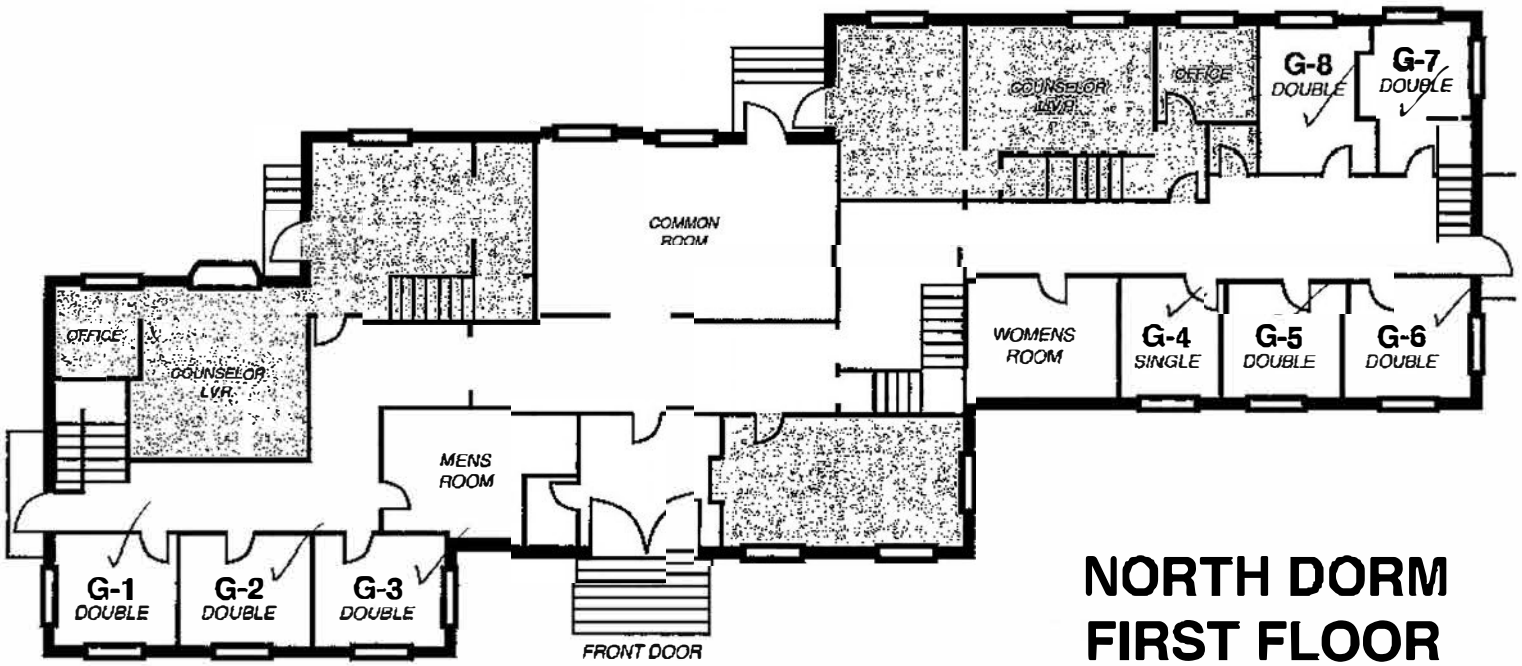 G-8
DOUBLE
G-7
DOUBLE
OFFICE
COUNSELOR
LIV.R.
COMMON
ROOM
OFFICE
COUNSELOR
LV.R.
WOMENS
ROOM
G-4
SINGLE
G-5
DOUBLE
G-6
DOUBLE
MENS
ROOM
G-1
DOUBLE
G-2
DOUBLE
G-3
DOUBLE
FRONT DOOR
NORTH DORM
FIRST FLOOR